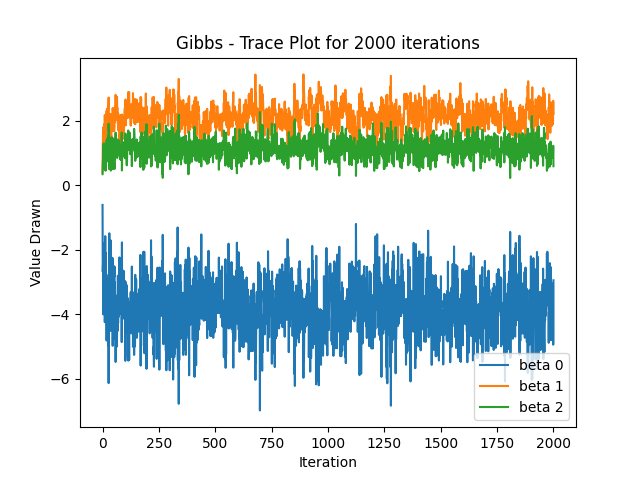 Gibbs - Trace Plot for 2000 iterations
Value Drawn
2
0
−2
−4
−6
beta 0
beta 1
beta 2
0 250 500 750 1000 1250 1500 1750 2000
Iteration